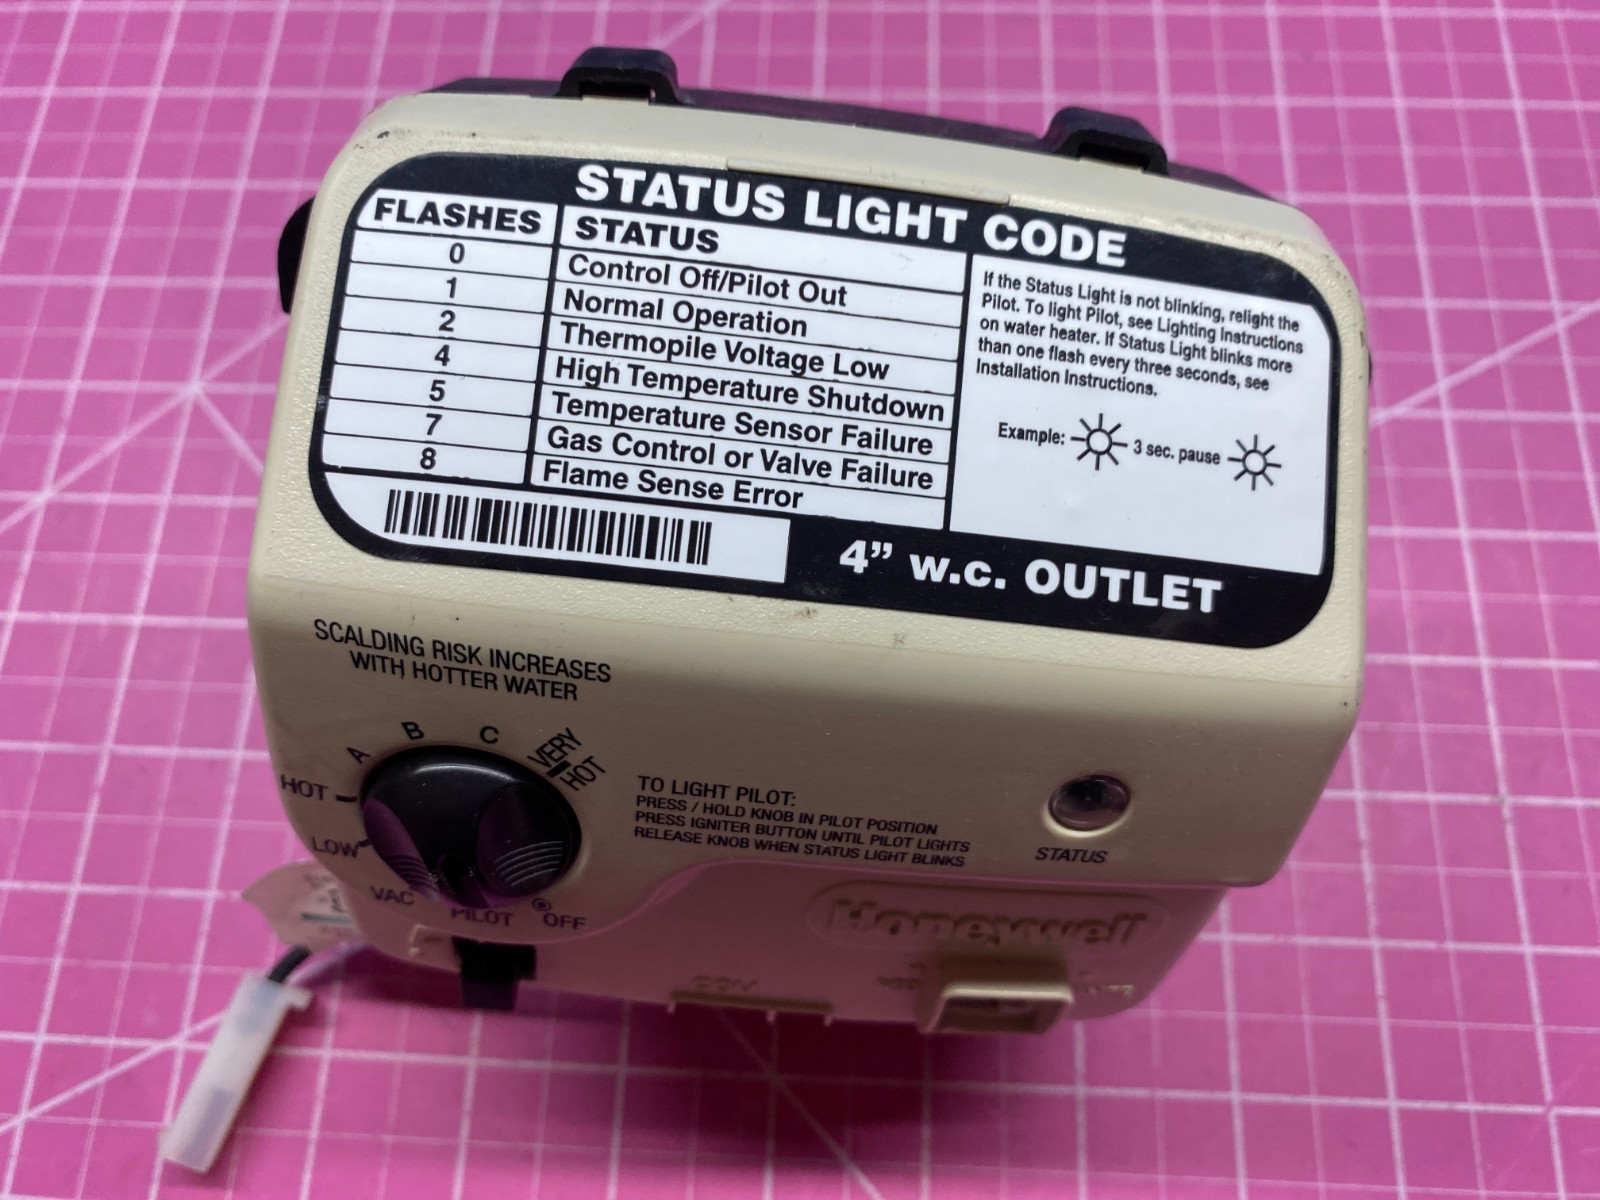 STATUS LIGHT CODE
FLASHES STATUS
0 Control Off/Pilot Out
1 Normal Operation
2 Thermopile Voltage Low
4 High Temperature Shutdown
5 Temperature Sensor Failure
7 Gas Control or Valve Failure
8 Flame Sense Error
If the Status Light is not blinking, relight the
Pilot. To light Pilot, see Lighting Instructions
on water heater. If Status Light blinks more
than one flash every three seconds, see
Installation Instructions.
Example: 3 sec. pause
4” w.c. OUTLET
SCALDING RISK INCREASES
WITH HOTTER WATER
HOT
A
B
C
VERY
HOT
LOW
VAC
PILOT
OFF
TO LIGHT PILOT:
PRESS / HOLD KNOB IN PILOT POSITION
PRESS IGNITER BUTTON UNTIL PILOT LIGHTS
RELEASE KNOB WHEN STATUS LIGHT BLINKS
STATUS
Honeywell